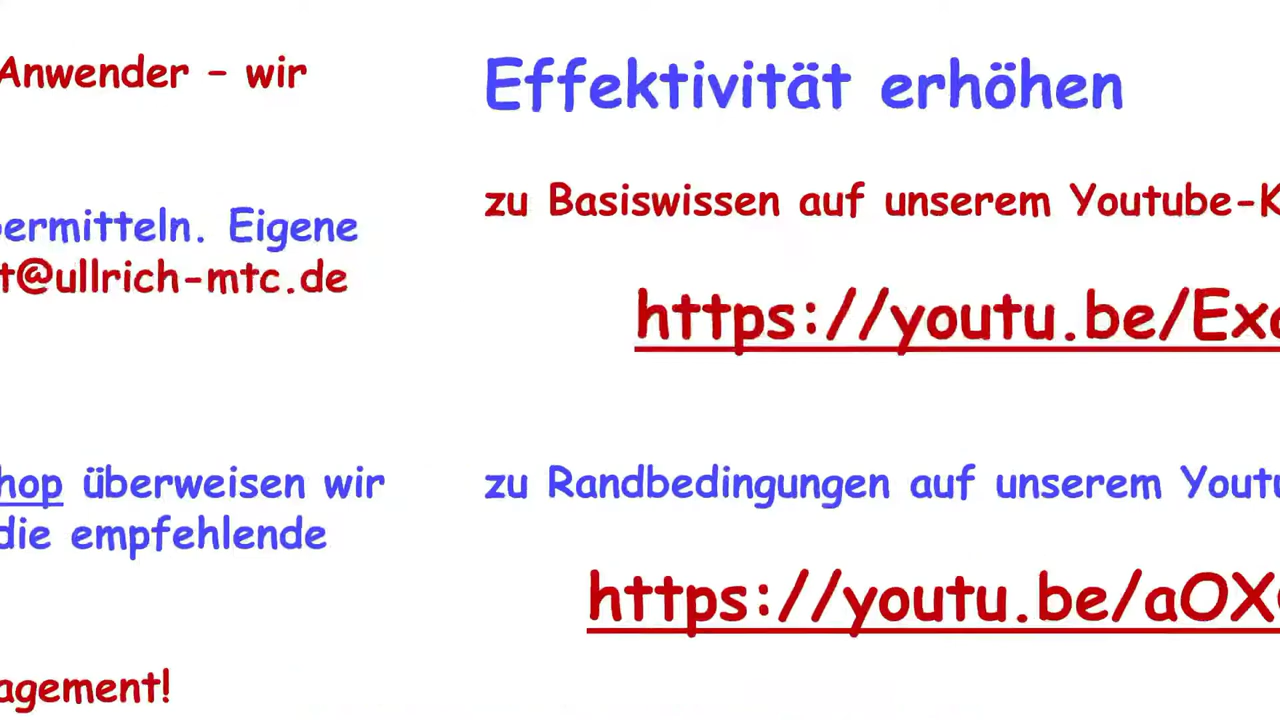 Anwender – wir
ermitteln. Eigene
t@ullrich-mtc.de
hop überweisen wir
die empfehlende
agement!
Effektivität erhöhen
zu Basiswissen auf unserem Youtube-K
https://youtu.be/Exc
zu Randbedingungen auf unserem Youtu
https://youtu.be/aOX